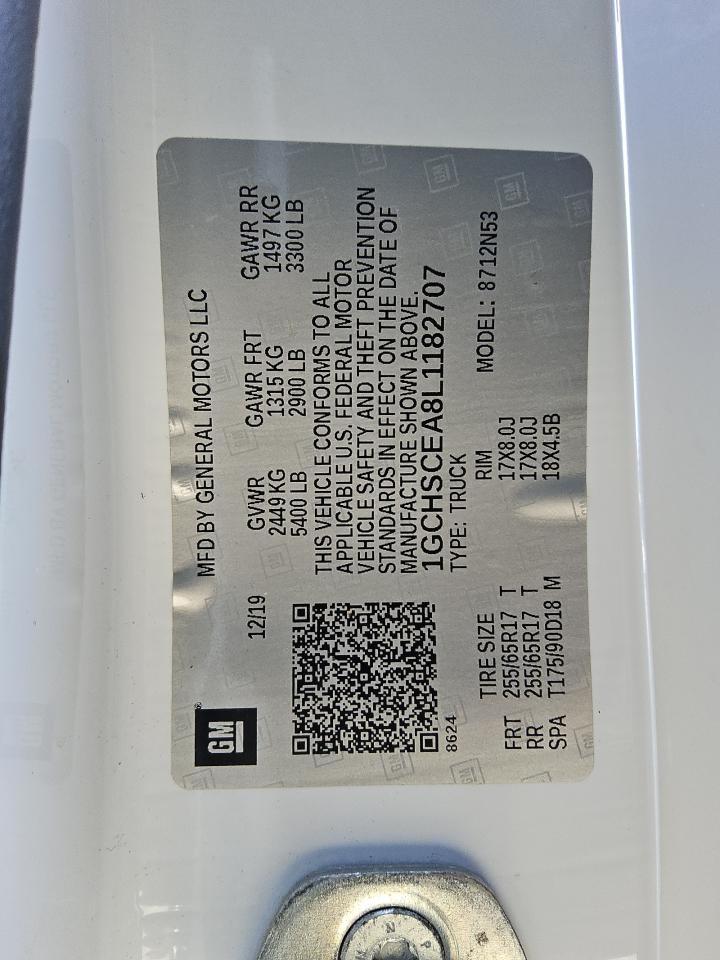 GM
MFD BY GENERAL MOTORS LLC
12/19
GVWR GAWR FRT GAWR RR
2449 KG 1315 KG 1497 KG
5400 LB 2900 LB 3300 LB
THIS VEHICLE CONFORMS TO ALL
APPLICABLE U.S. FEDERAL MOTOR
VEHICLE SAFETY AND THEFT PREVENTION
STANDARDS IN EFFECT ON THE DATE OF
MANUFACTURE SHOWN ABOVE.
1GCHSCEA8L1182707
8624
TYPE: TRUCK
TIRE SIZE RIM MODEL: 8712N53
FRT 255/65R17 T 17X8.0J
RR 255/65R17 T 17X8.0J
SPA T175/90D18 M 18X4.5B